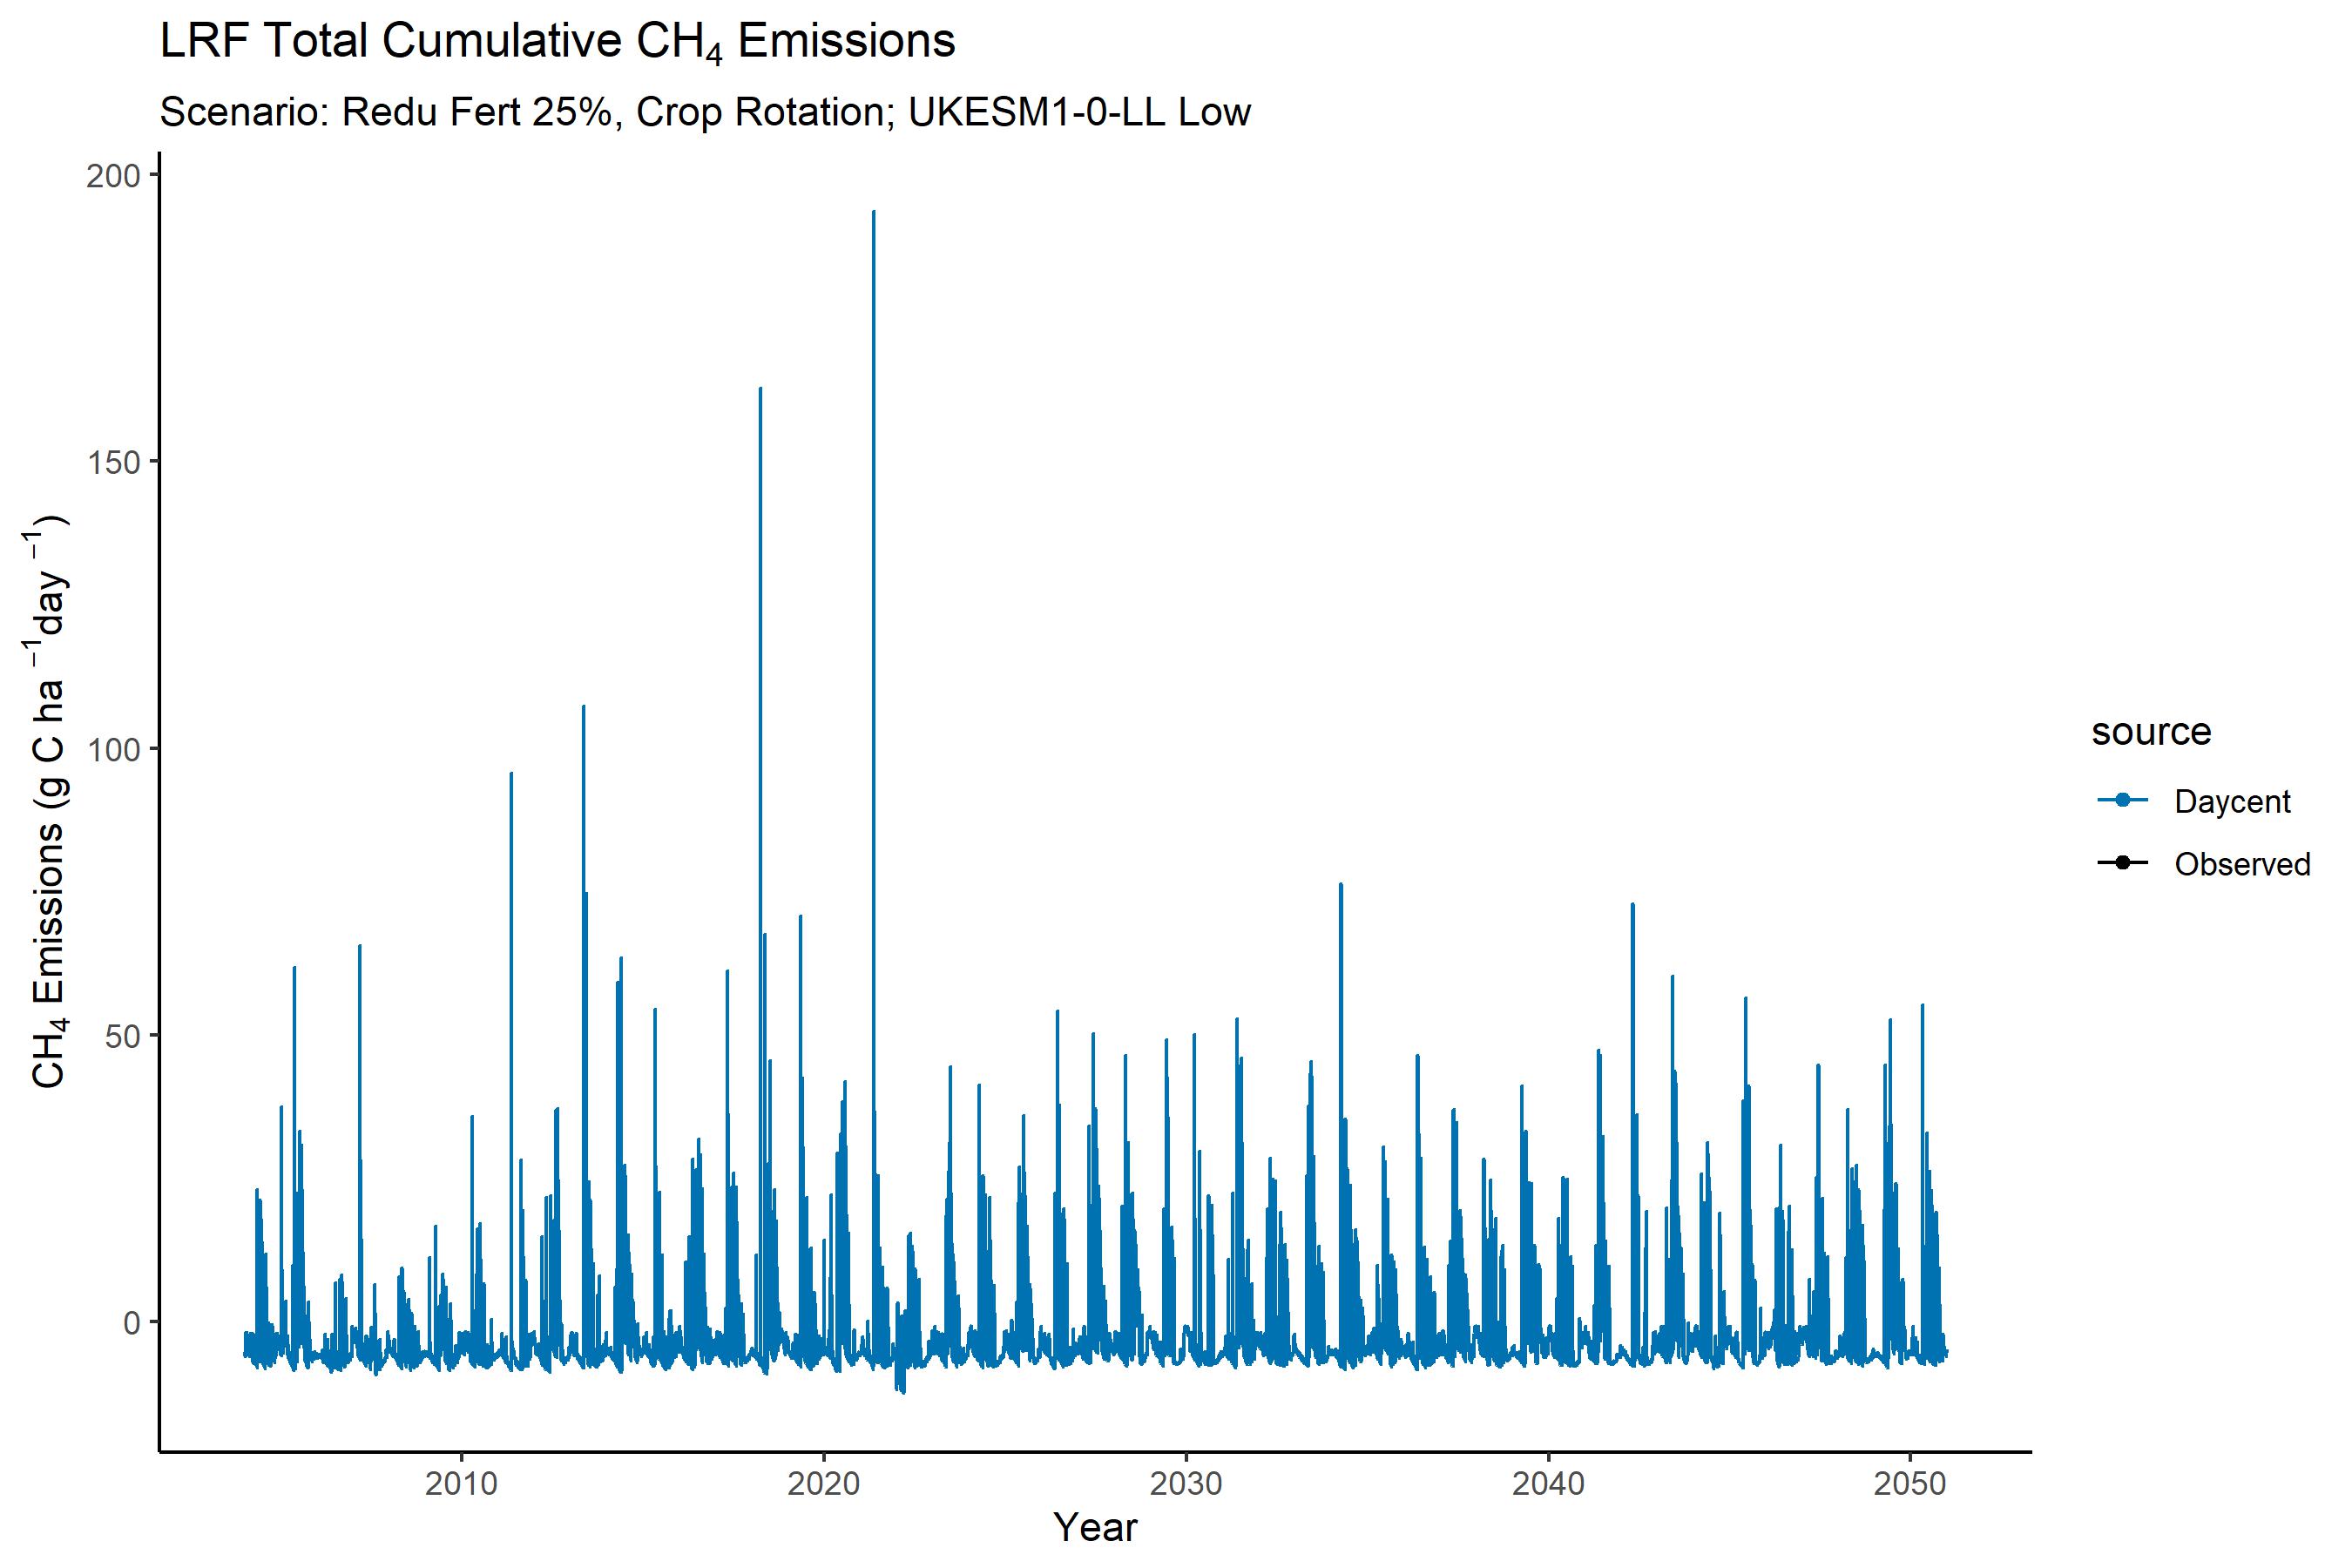 LRF Total Cumulative CH₄ Emissions
Scenario: Redu Fert 25%, Crop Rotation; UKESM1-0-LL Low
CH₄ Emissions (g C ha ⁻¹day ⁻¹)
200
150
100
50
0
2010 2020 2030 2040 2050
Year
source
Daycent
Observed